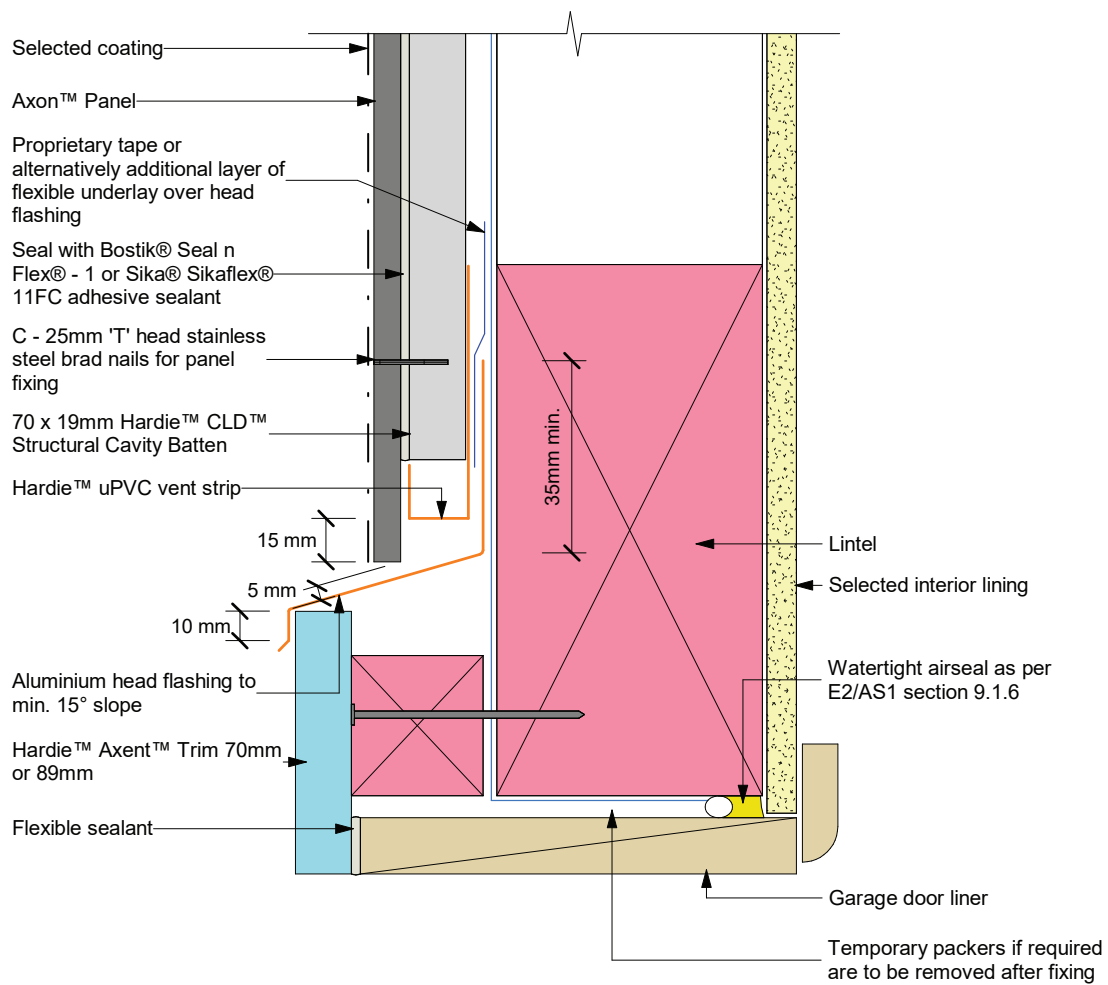 Selected coating
Axon™ Panel
Proprietary tape or
alternatively additional layer of
flexible underlay over head
flashing
Seal with Bostik® Seal n
Flex® - 1 or Sika® Sikaflex®
11FC adhesive sealant
C - 25mm 'T' head stainless
steel brad nails for panel
fixing
70 x 19mm Hardie™ CLD™
Structural Cavity Batten
Hardie™ uPVC vent strip
15 mm
5 mm
10 mm
Aluminium head flashing to
min. 15° slope
Hardie™ Axent™ Trim 70mm
or 89mm
Flexible sealant
35mm min.
Lintel
Selected interior lining
Watertight airseal as per
E2/AS1 section 9.1.6
Garage door liner
Temporary packers if required
are to be removed after fixing